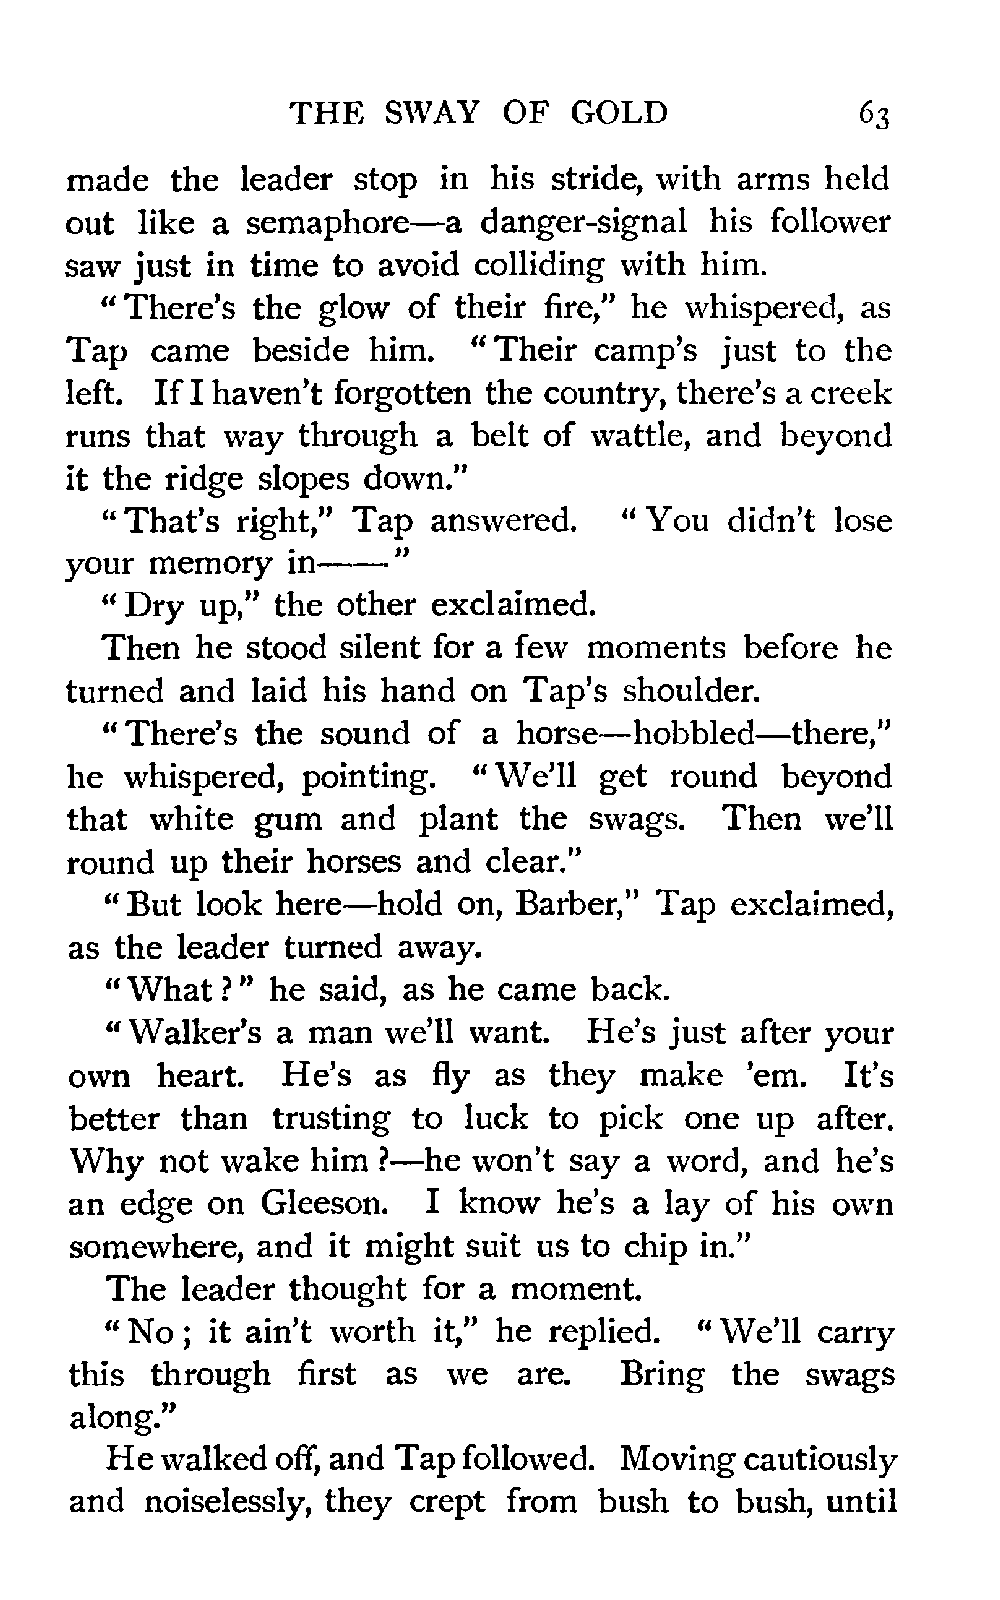 THE SWAY OF GOLD 63
made the leader stop in his stride, with arms held
out like a semaphore—a danger-signal his follower
saw just in time to avoid colliding with him.
"There's the glow of their fire," he whispered, as
Tap came beside him. "Their camp's just to the
left. If I haven't forgotten the country, there's a creek
runs that way through a belt of wattle, and beyond
it the ridge slopes down."
"That's right," Tap answered. "You didn't lose
your memory in——"
"Dry up," the other exclaimed.
Then he stood silent for a few moments before he
turned and laid his hand on Tap's shoulder.
"There's the sound of a horse—hobbled—there,"
he whispered, pointing. "We'll get round beyond
that white gum and plant the swags. Then we'll
round up their horses and clear."
"But look here—hold on, Barber," Tap exclaimed,
as the leader turned away.
"What?" he said, as he came back.
"Walker's a man we'll want. He's just after your
own heart. He's as fly as they make 'em. It's
better than trusting to luck to pick one up after.
Why not wake him?—he won't say a word, and he's
an edge on Gleeson. I know he's a lay of his own
somewhere, and it might suit us to chip in."
The leader thought for a moment.
"No; it ain't worth it," he replied. "We'll carry
this through first as we are. Bring the swags
along."
He walked off, and Tap followed. Moving cautiously
and noiselessly, they crept from bush to bush, until